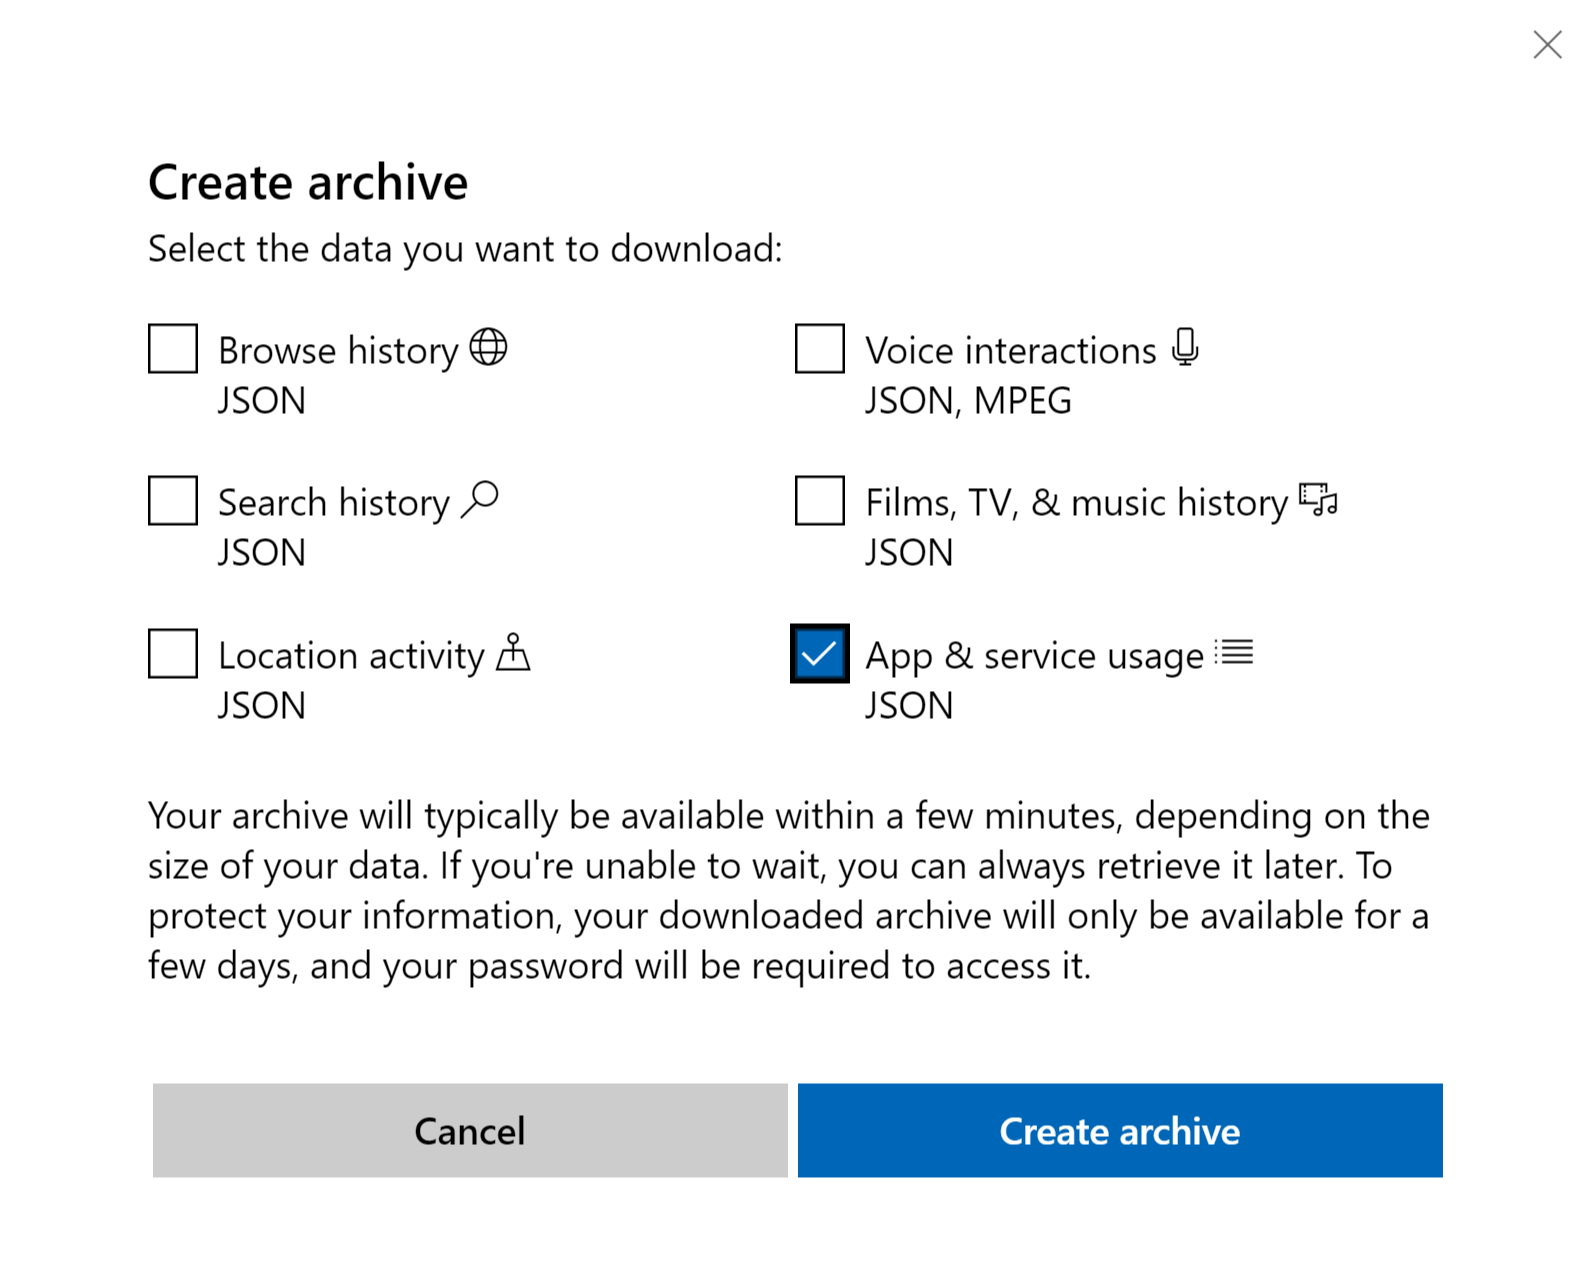 Create archive
Select the data you want to download:
Browse history
JSON
Voice interactions
JSON, MPEG
Search history
JSON
Films, TV, & music history
JSON
Location activity
JSON
App & service usage
JSON
Your archive will typically be available within a few minutes, depending on the
size of your data. If you're unable to wait, you can always retrieve it later. To
protect your information, your downloaded archive will only be available for a
few days, and your password will be required to access it.
Cancel
Create archive